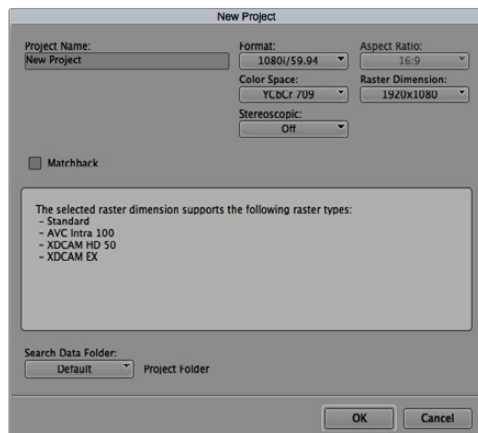 New Project
Project Name:
New Project
Format:
1080i/59.94
Aspect Ratio:
16:9
Color Space:
YCbCr 709
Raster Dimension:
1920x1080
Stereoscopic:
Off
Matchback
The selected raster dimension supports the following raster types:
- Standard
- AVC Intra 100
- XDCAM HD 50
- XDCAM EX
Search Data Folder:
Default
Project Folder
OK
Cancel